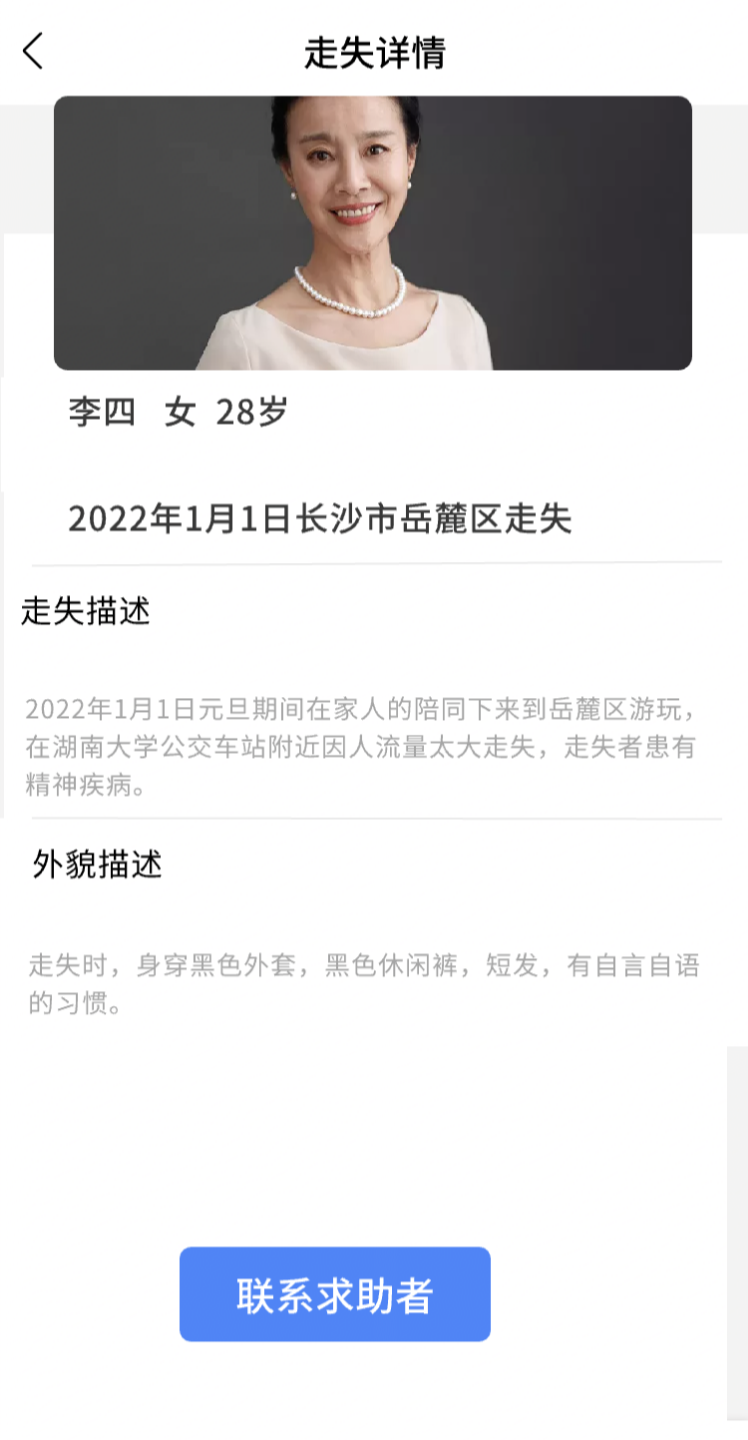 走失详情
李四 女 28岁
2022年1月1日长沙市岳麓区走失
走失描述
2022年1月1日元旦期间在家人的陪同下来到岳麓区游玩，
在湖南大学公交车站附近因人流量太大走失，走失者患有
精神疾病。
外貌描述
走失时，身穿黑色外套，黑色休闲裤，短发，有自言自语
的习惯。
联系求助者